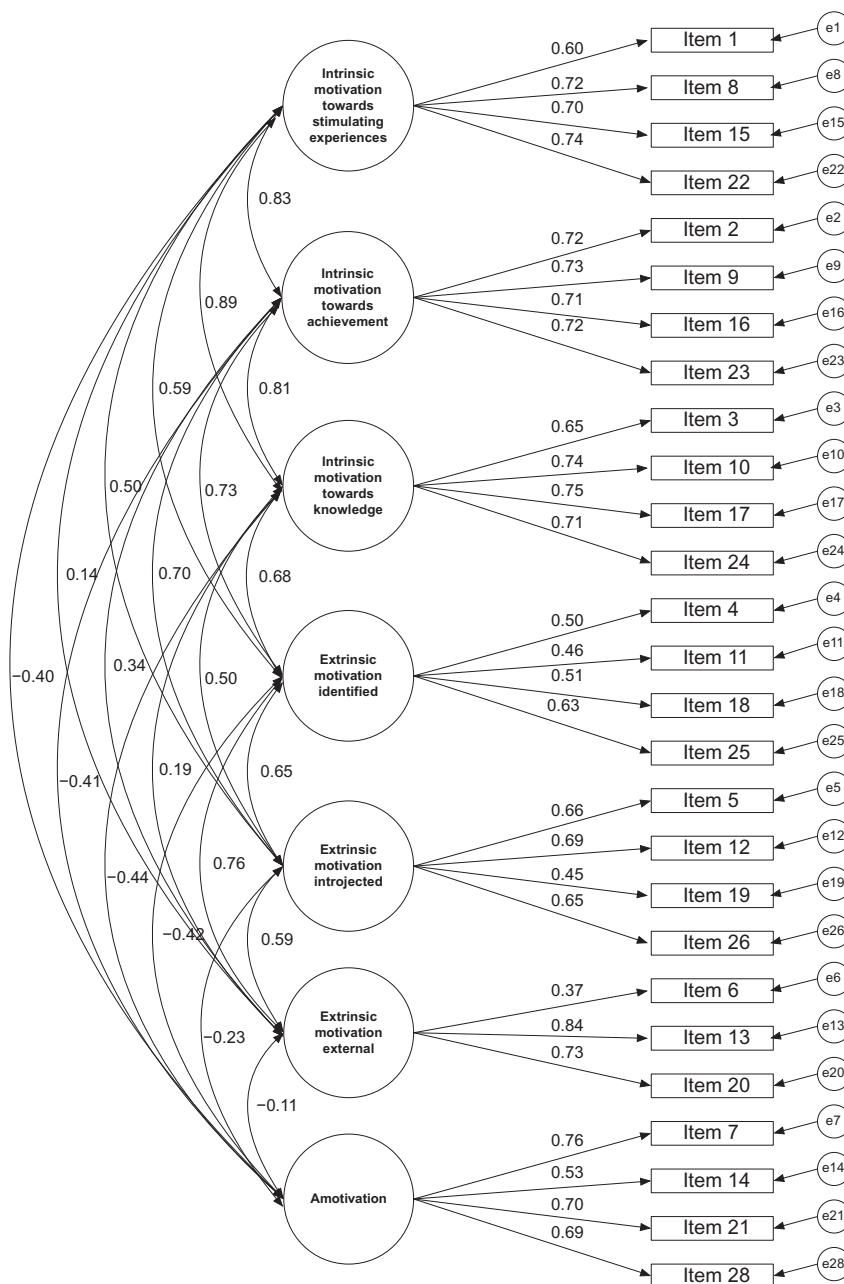 e1
0.60
Item 1
Intrinsic
motivation
towards
stimulating
experiences
0.72
Item 8
e8
0.70
Item 15
e15
0.74
Item 22
e22
0.83
Intrinsic
motivation
towards
achievement
0.72
Item 2
e2
0.73
Item 9
e9
0.71
Item 16
e16
0.72
Item 23
e23
0.89
0.59
0.81
Intrinsic
motivation
towards
knowledge
0.65
Item 3
e3
0.74
Item 10
e10
0.75
Item 17
e17
0.71
Item 24
e24
0.50
0.73
0.14
0.70
0.68
Extrinsic
motivation
identified
0.50
Item 4
e4
0.46
Item 11
e11
0.51
Item 18
e18
0.63
Item 25
e25
−0.40
0.34
0.50
−0.41
0.19
0.65
Extrinsic
motivation
introjected
0.66
Item 5
e5
0.69
Item 12
e12
0.45
Item 19
e19
0.65
Item 26
e26
−0.44
0.76
−0.42
0.59
Extrinsic
motivation
external
0.37
Item 6
e6
0.84
Item 13
e13
0.73
Item 20
e20
−0.23
−0.11
Amotivation
0.76
Item 7
e7
0.53
Item 14
e14
0.70
Item 21
e21
0.69
Item 28
e28